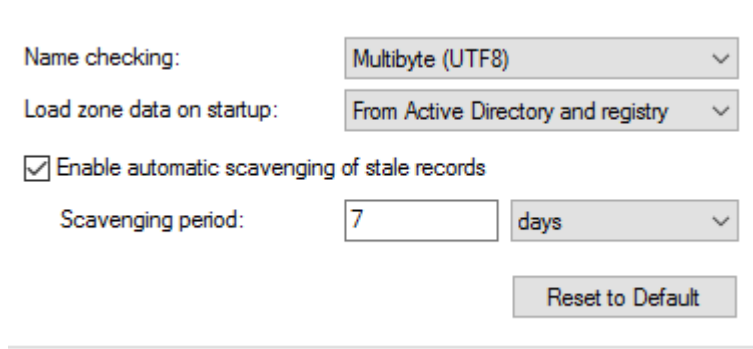 Name checking: Multibyte (UTF8)
Load zone data on startup: From Active Directory and registry
Enable automatic scavenging of stale records
Scavenging period: 7 days
Reset to Default